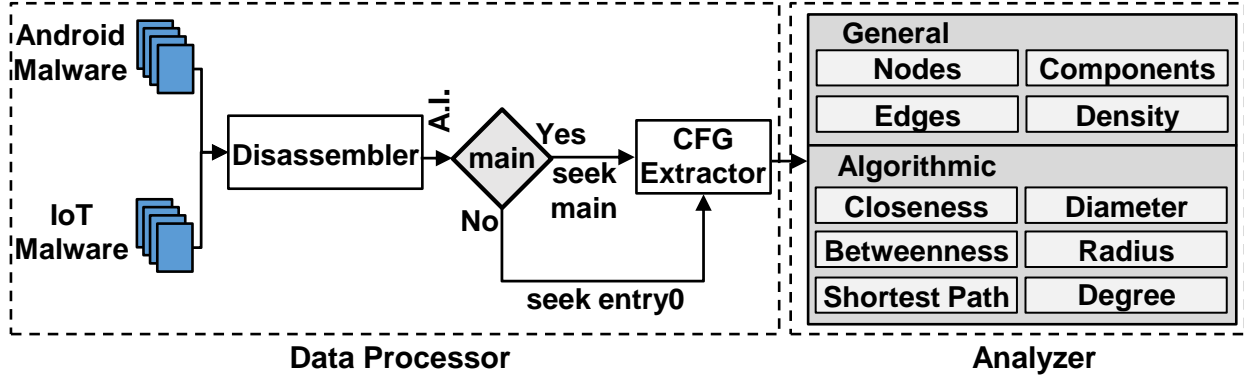 Android
Malware
IoT
Malware
Disassembler
A.I.
main
Yes
seek
main
No
seek entry0
CFG
Extractor
Data Processor
General
Nodes
Components
Edges
Density
Algorithmic
Closeness
Diameter
Betweenness
Radius
Shortest Path
Degree
Analyzer